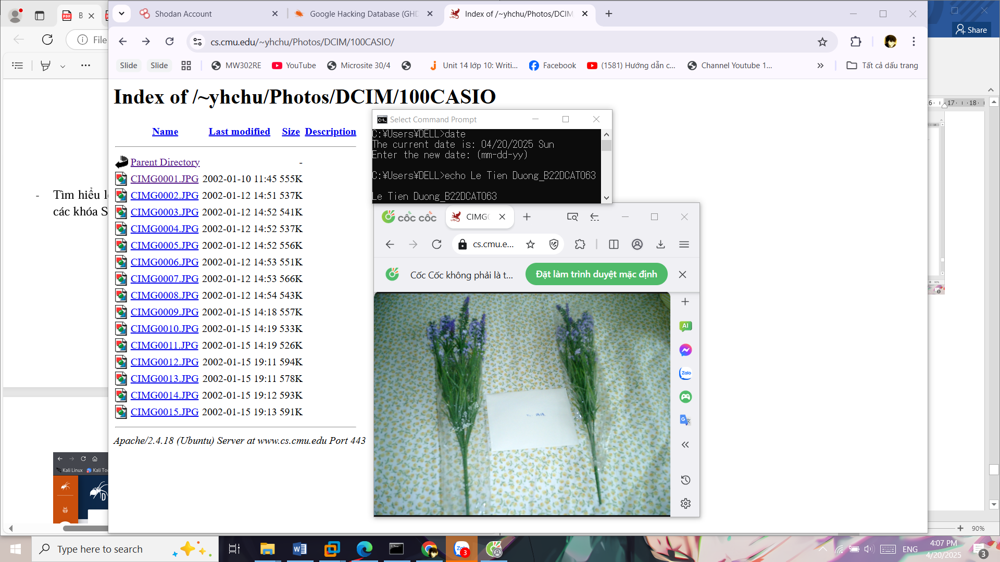 B
File
Shodan Account
Google Hacking Database (GHD
Index of /~yhchu/Photos/DCIM
Share
cs.cmu.edu/~yhchu/Photos/DCIM/100CASIO/
Slide
Slide
MW302RE
YouTube
Microsite 30/4
Unit 14 lớp 10: Writi...
Facebook
(1581) Hướng dẫn c...
Channel Youtube 1...
Tất cả dấu trang
Index of /~yhchu/Photos/DCIM/100CASIO
Name Last modified Size Description
Parent Directory -
CIMG0001.JPG 2002-01-10 11:45 555K
CIMG0002.JPG 2002-01-12 14:51 537K
CIMG0003.JPG 2002-01-12 14:52 541K
CIMG0004.JPG 2002-01-12 14:52 537K
CIMG0005.JPG 2002-01-12 14:52 556K
CIMG0006.JPG 2002-01-12 14:53 551K
CIMG0007.JPG 2002-01-12 14:53 566K
CIMG0008.JPG 2002-01-12 14:54 543K
CIMG0009.JPG 2002-01-15 14:18 557K
CIMG0010.JPG 2002-01-15 14:19 533K
CIMG0011.JPG 2002-01-15 14:19 526K
CIMG0012.JPG 2002-01-15 19:11 594K
CIMG0013.JPG 2002-01-15 19:11 578K
CIMG0014.JPG 2002-01-15 19:12 593K
CIMG0015.JPG 2002-01-15 19:13 591K
Apache/2.4.18 (Ubuntu) Server at www.cs.cmu.edu Port 443
Select Command Prompt
C:¥Users¥DELL>date
The current date is: 04/20/2025 Sun
Enter the new date: (mm-dd-yy)
C:¥Users¥DELL>echo Le Tien Duong_B22DCAT063
Le Tien Duong_B22DCAT063
cốc cốc
CIMG
cs.cmu.e...
Cốc Cốc không phải là t...
Đặt làm trình duyệt mặc định
AI
Zalo
- Tìm hiểu
các khóa S
Kali Linux
Kali Too
17 · 18
90%
Type here to search
3
ENG
4:07 PM
4/20/2025
3